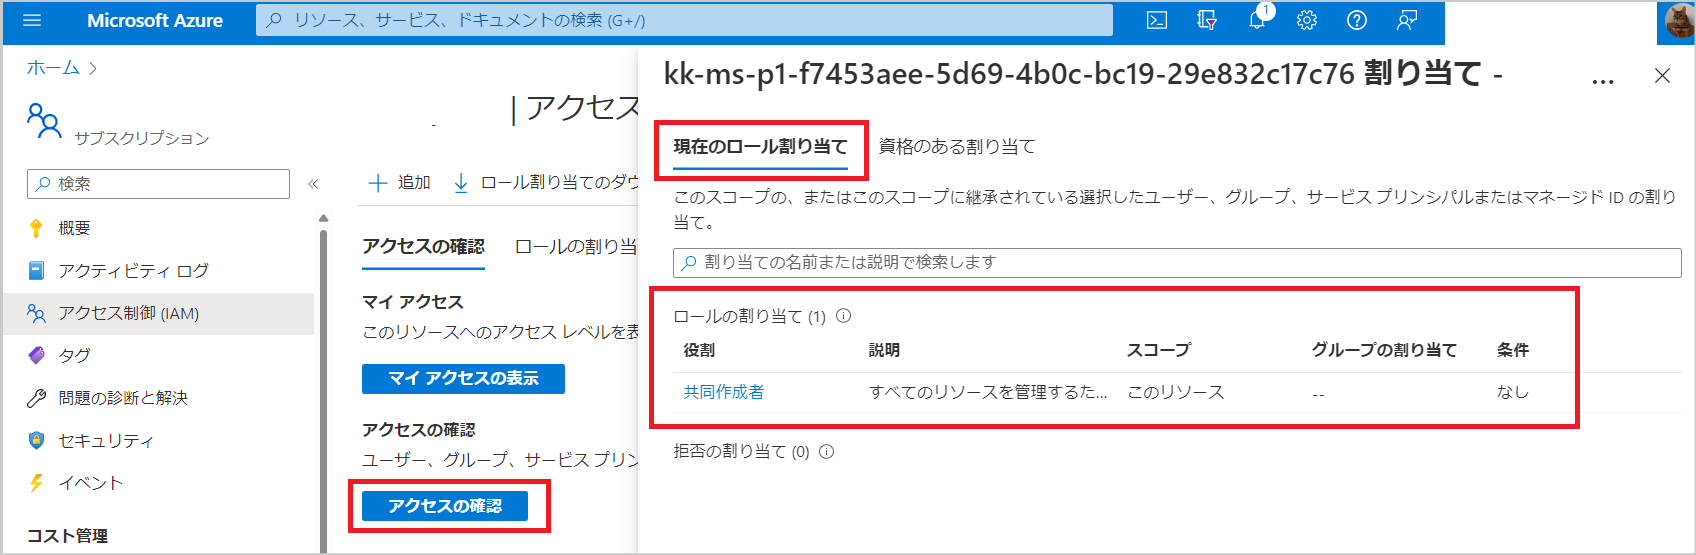 Microsoft Azure
リソース、サービス、ドキュメントの検索 (G+/)
1
ホーム
サブスクリプション
- | アクセス
検索
概要
アクティビティ ログ
アクセス制御 (IAM)
タグ
問題の診断と解決
セキュリティ
イベント
コスト管理
追加
ロール割り当てのダウ
アクセスの確認
ロールの割り当
マイ アクセス
このリソースへのアクセス レベルを表
マイ アクセスの表示
アクセスの確認
ユーザー、グループ、サービス プリン
アクセスの確認
kk-ms-p1-f7453aee-5d69-4b0c-bc19-29e832c17c76 割り当て -
...
現在のロール割り当て
資格のある割り当て
このスコープの、またはこのスコープに継承されている選択したユーザー、グループ、サービス プリンシパルまたはマネージド ID の割り
当て。
割り当ての名前または説明で検索します
ロールの割り当て (1)
役割 説明 スコープ グループの割り当て 条件
共同作成者 すべてのリソースを管理するた... このリソース -- なし
拒否の割り当て (0)